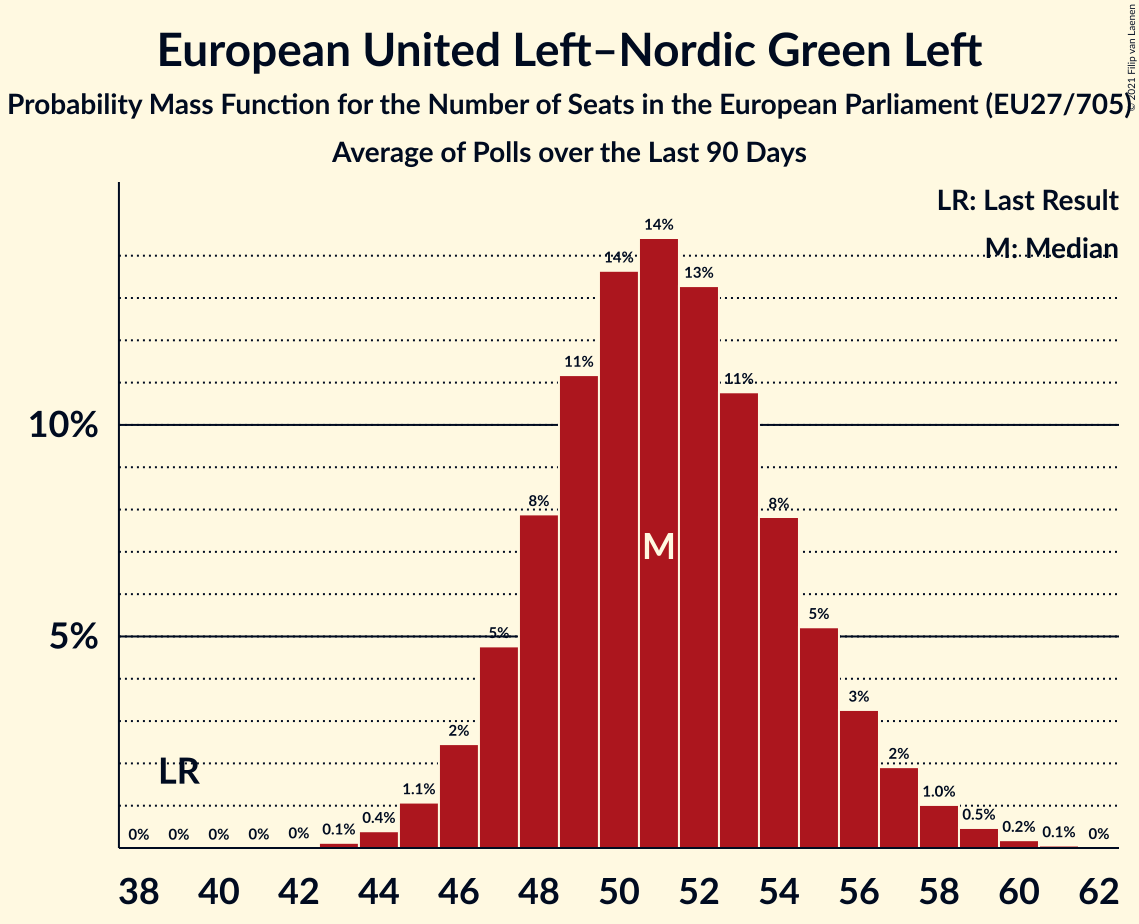 European United Left–Nordic Green Left
Probability Mass Function for the Number of Seats in the European Parliament (EU27/705)
Average of Polls over the Last 90 Days
© 2021 Filip van Laenen
LR: Last Result
M: Median
10%
5%
LR
M
0% 0% 0% 0% 0% 0.1% 0.4% 1.1% 2% 5% 8% 11% 14% 14% 13% 11% 8% 5% 3% 2% 1.0% 0.5% 0.2% 0.1% 0%
38 40 42 44 46 48 50 52 54 56 58 60 62